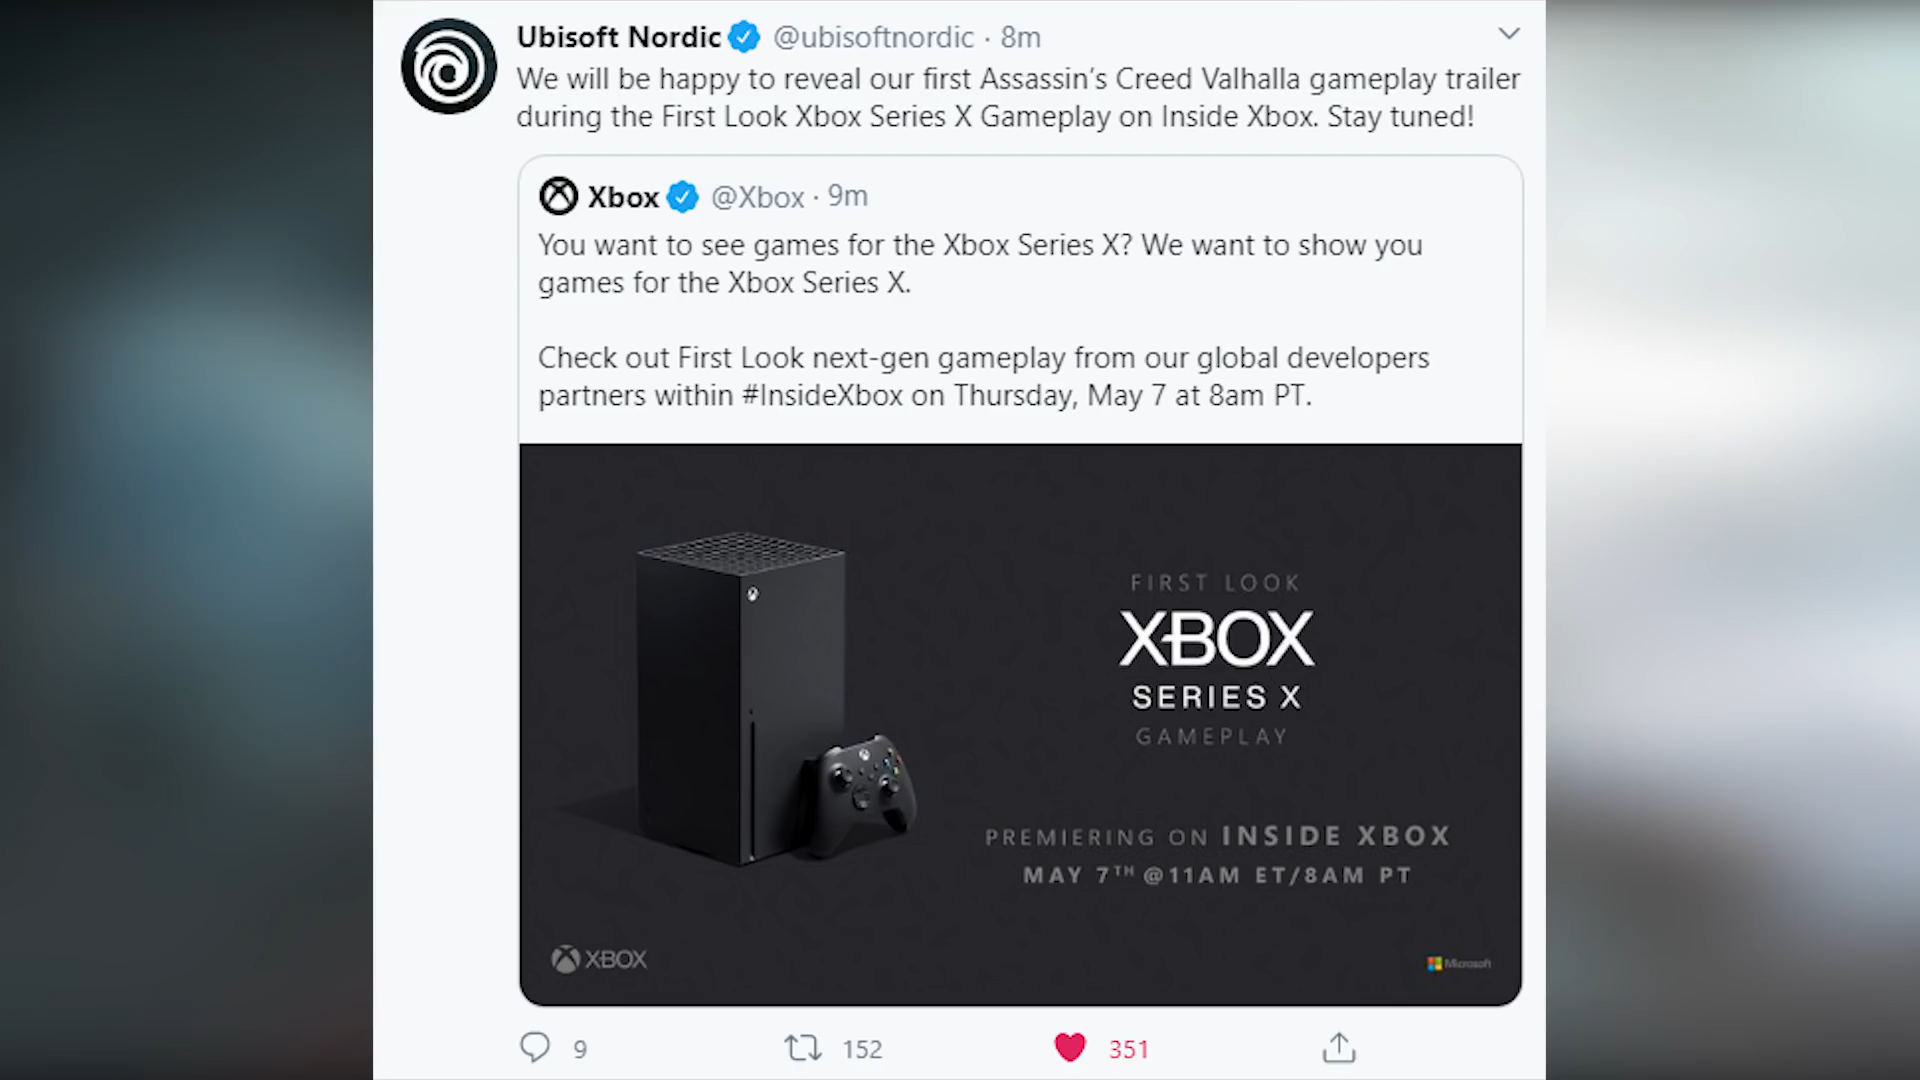 Ubisoft Nordic @ubisoftnordic · 8m
We will be happy to reveal our first Assassin's Creed Valhalla gameplay trailer
during the First Look Xbox Series X Gameplay on Inside Xbox. Stay tuned!
Xbox @Xbox · 9m
You want to see games for the Xbox Series X? We want to show you
games for the Xbox Series X.
Check out First Look next-gen gameplay from our global developers
partners within #InsideXbox on Thursday, May 7 at 8am PT.
FIRST LOOK
XBOX
SERIES X
GAMEPLAY
PREMIERING ON INSIDE XBOX
MAY 7TH @11AM ET/8AM PT
XBOX
Microsoft
9 152 351